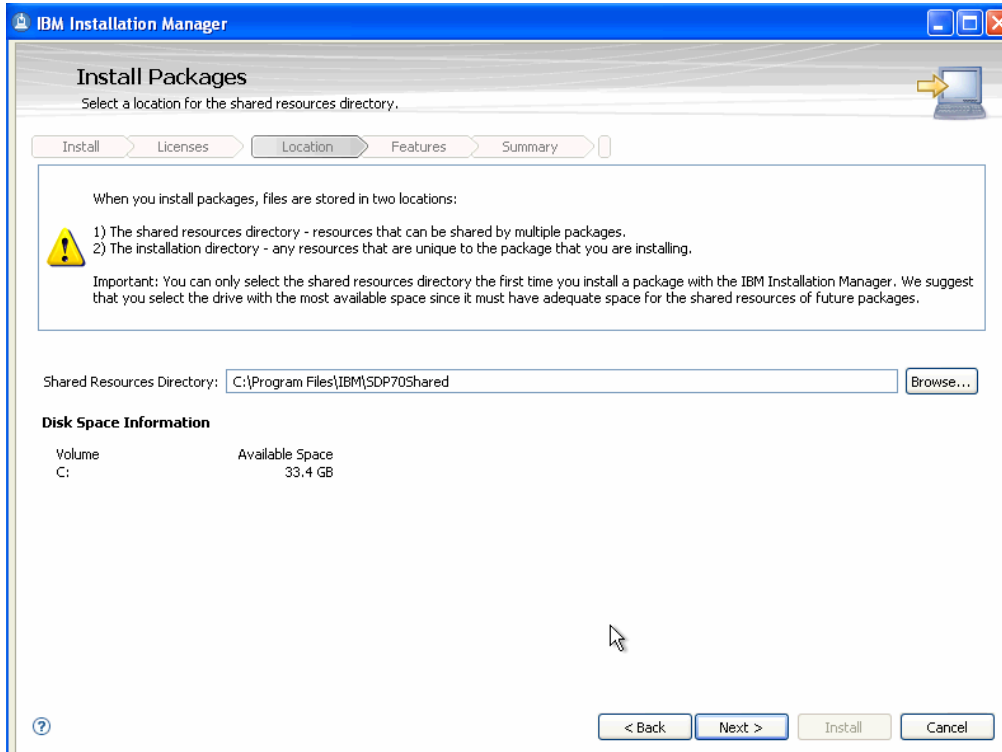 IBM Installation Manager
Install Packages
Select a location for the shared resources directory.
Install Licenses Location Features Summary
When you install packages, files are stored in two locations:
1) The shared resources directory - resources that can be shared by multiple packages.
2) The installation directory - any resources that are unique to the package that you are installing.
Important: You can only select the shared resources directory the first time you install a package with the IBM Installation Manager. We suggest
that you select the drive with the most available space since it must have adequate space for the shared resources of future packages.
Shared Resources Directory: C:\Program Files\IBM\SDP70Shared Browse...
Disk Space Information
Volume Available Space
C: 33.4 GB
? < Back Next > Install Cancel